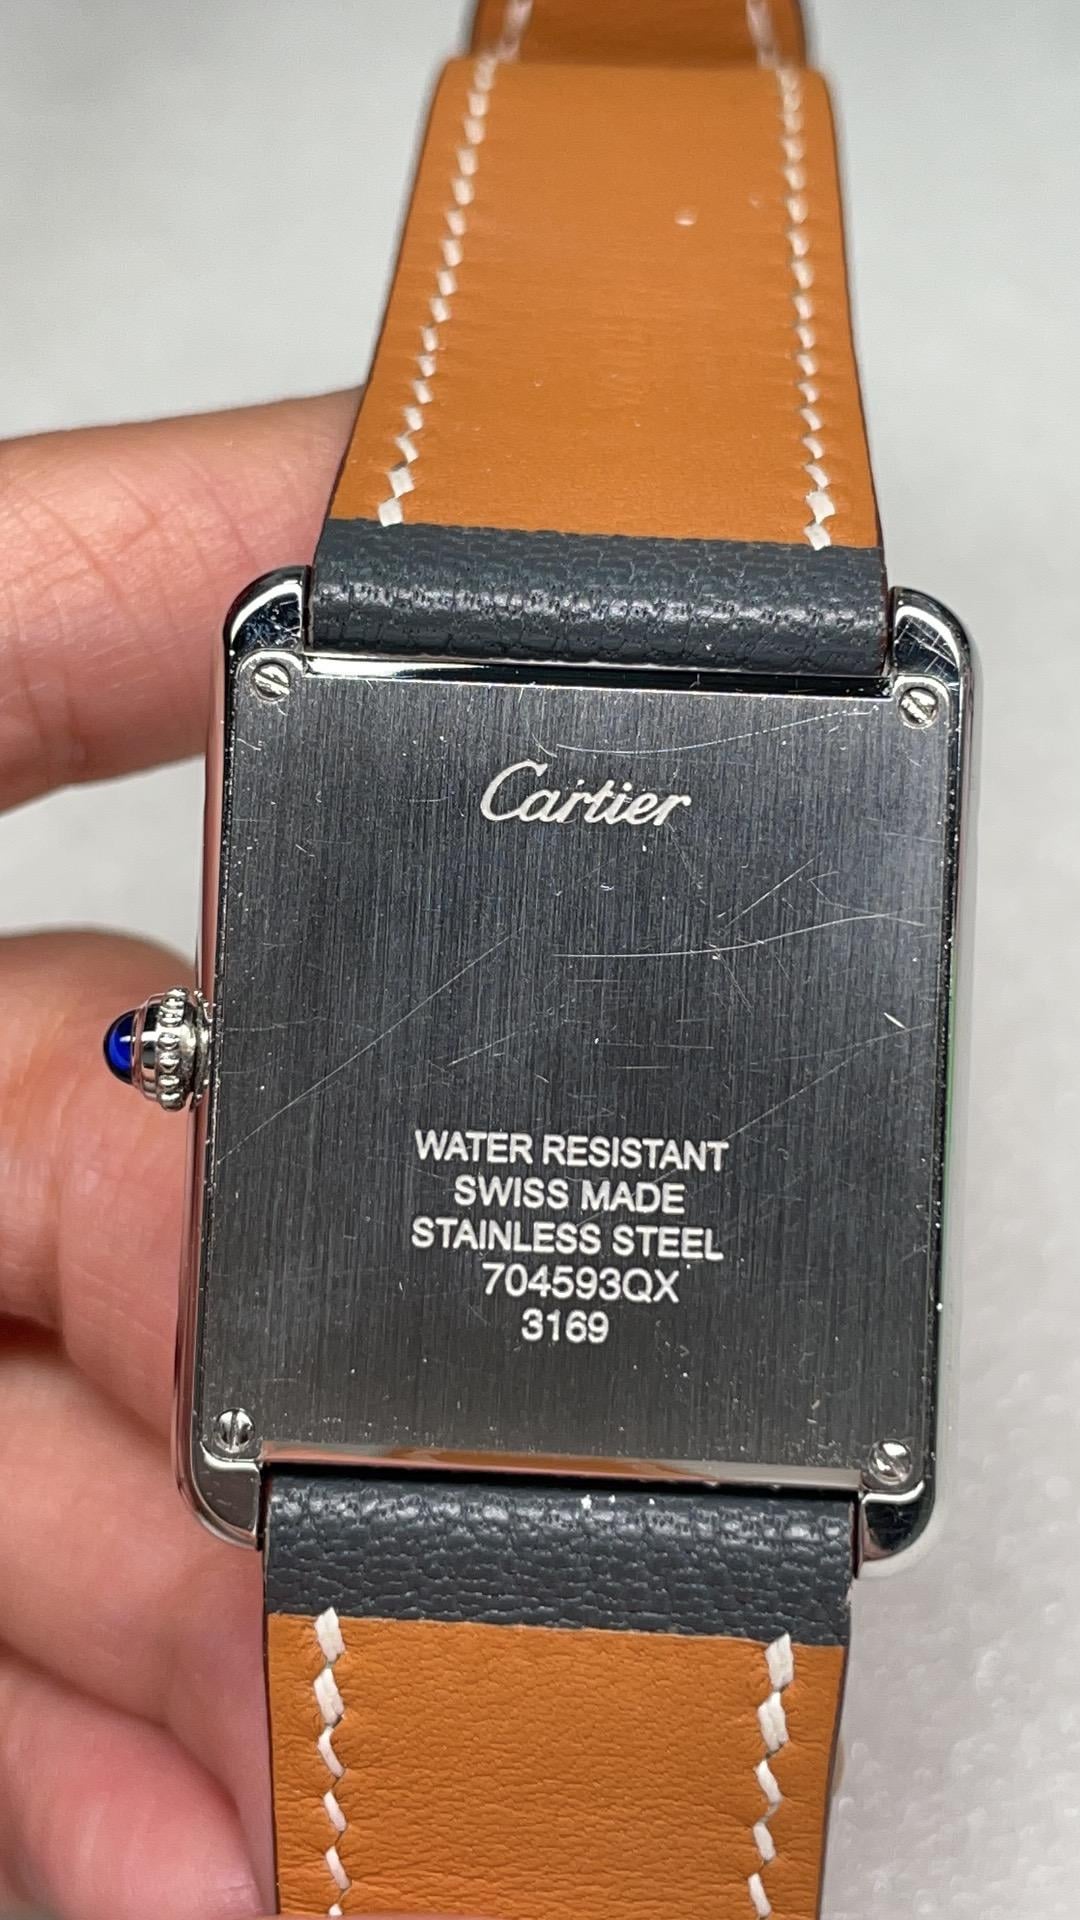 Cartier
WATER RESISTANT
SWISS MADE
STAINLESS STEEL
704593QX
3169